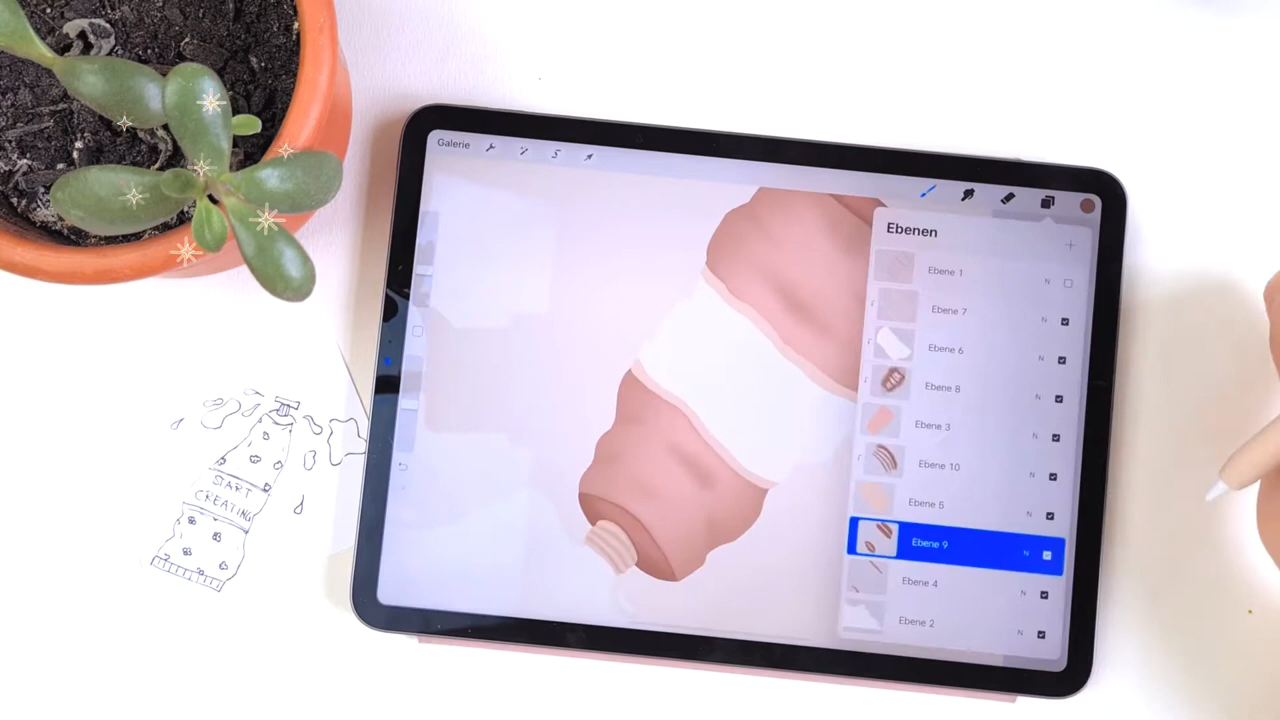 Galerie
Ebenen
Ebene 1
N
Ebene 7
N
Ebene 6
N
Ebene 8
N
Ebene 3
N
Ebene 10
N
Ebene 5
N
Ebene 9
N
Ebene 4
N
Ebene 2
N
START
CREATING